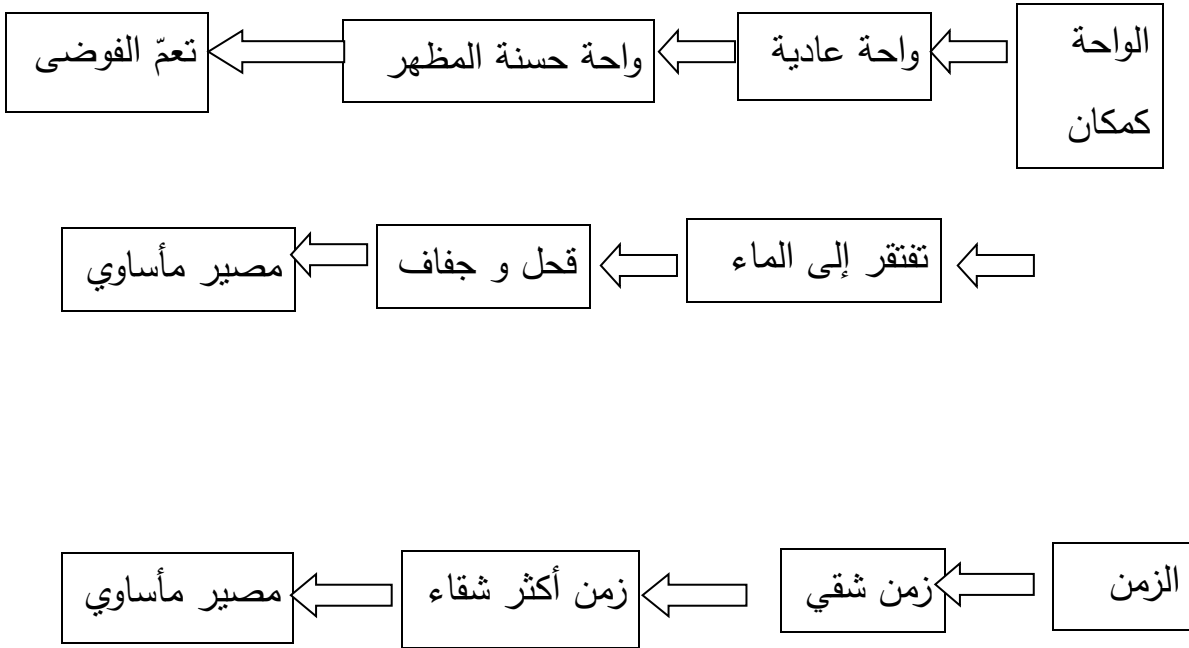 الواحة
كمكان
واحة عادية
واحة حسنة المظهر
تعمّ الفوضى
تفتقر إلى الماء
قحل و جفاف
مصير مأساوي
الزمن
زمن شقي
زمن أكثر شقاء
مصير مأساوي